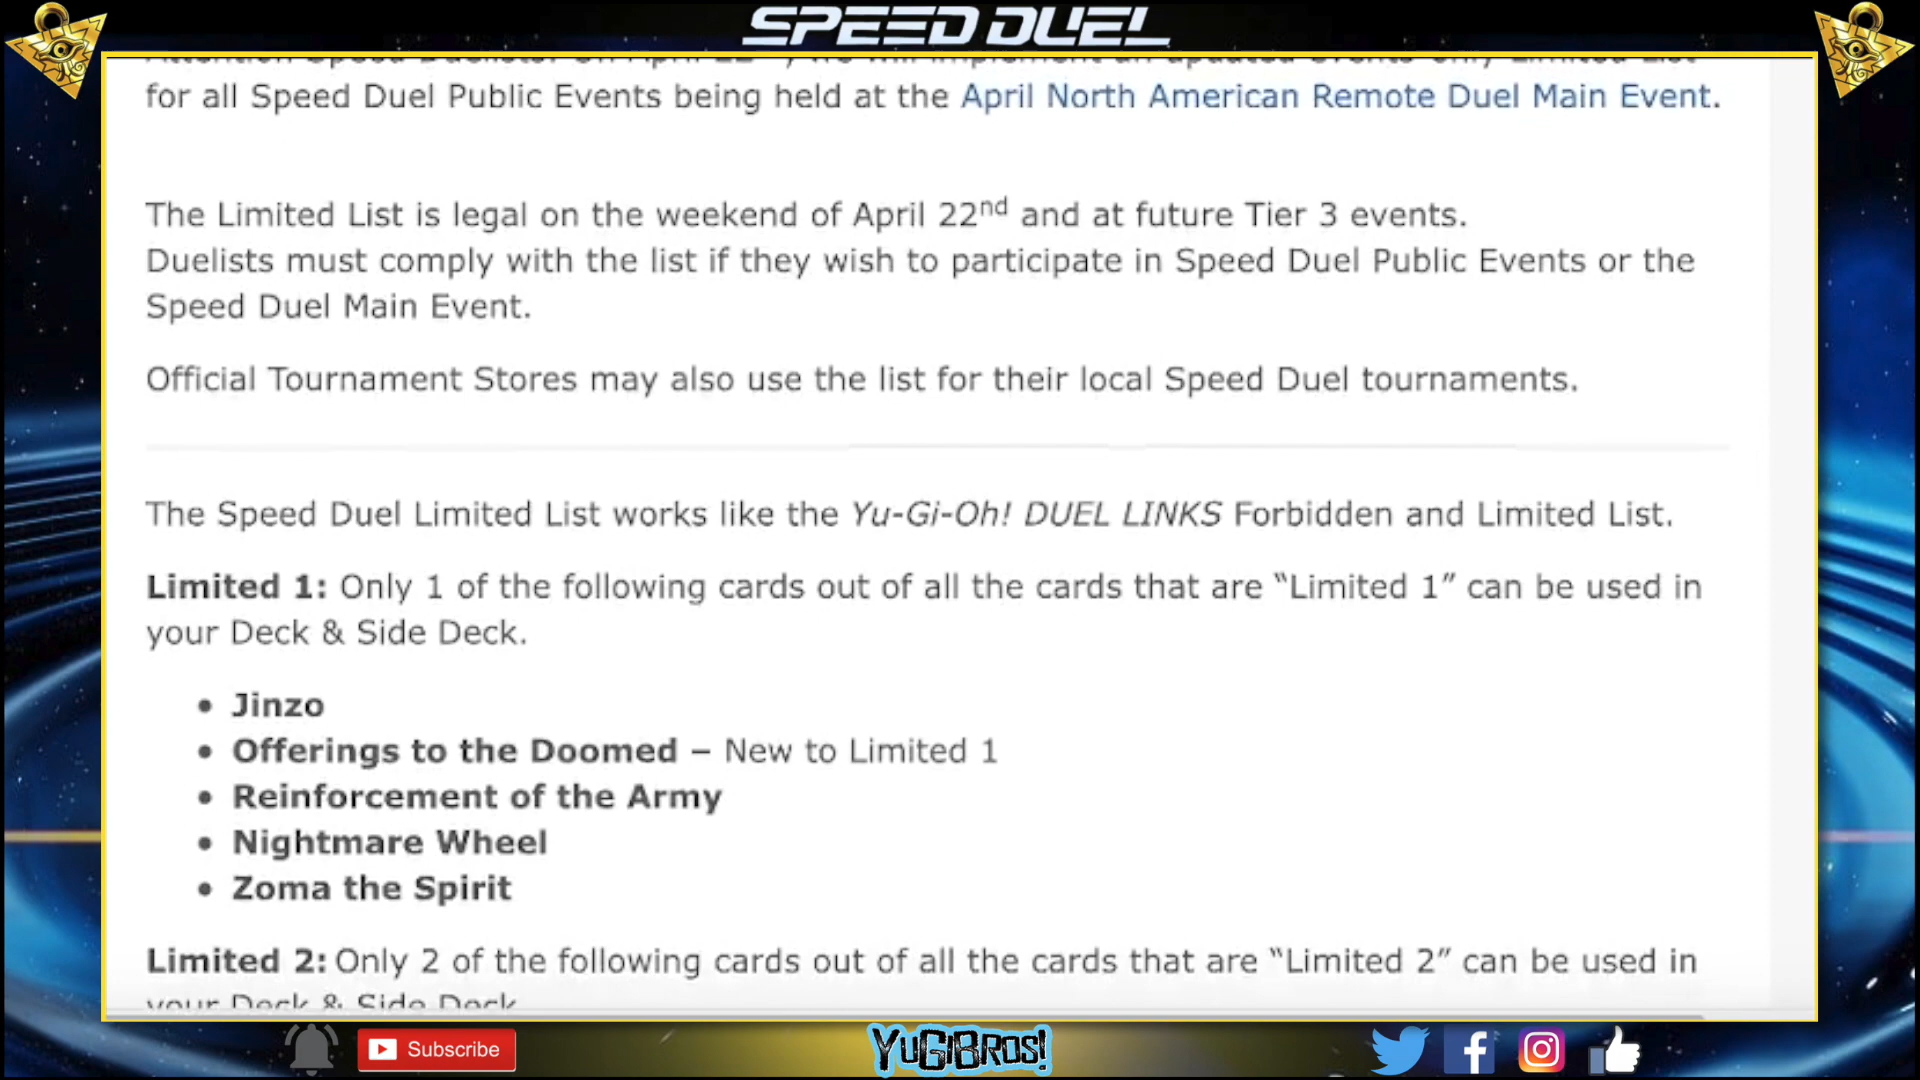 SPEED DUEL
for all Speed Duel Public Events being held at the April North American Remote Duel Main Event.
The Limited List is legal on the weekend of April 22nd and at future Tier 3 events.
Duelists must comply with the list if they wish to participate in Speed Duel Public Events or the
Speed Duel Main Event.
Official Tournament Stores may also use the list for their local Speed Duel tournaments.
The Speed Duel Limited List works like the Yu-Gi-Oh! DUEL LINKS Forbidden and Limited List.
Limited 1: Only 1 of the following cards out of all the cards that are “Limited 1” can be used in
your Deck & Side Deck.
• Jinzo
• Offerings to the Doomed – New to Limited 1
• Reinforcement of the Army
• Nightmare Wheel
• Zoma the Spirit
Limited 2: Only 2 of the following cards out of all the cards that are “Limited 2” can be used in
your Deck & Side Deck
Subscribe
YuGiBros!